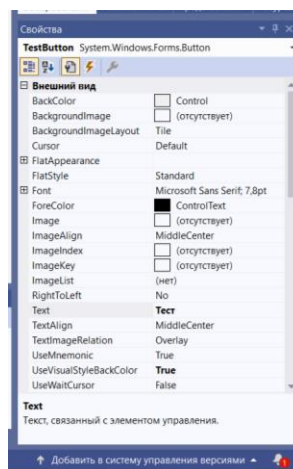 Свойства
TestButton System.Windows.Forms.Button
Внешний вид
BackColor Control
BackgroundImage (отсутствует)
BackgroundImageLayout Tile
Cursor Default
FlatAppearance
FlatStyle Standard
Font Microsoft Sans Serif; 7,8pt
ForeColor ControlText
Image (отсутствует)
ImageAlign MiddleCenter
ImageIndex (отсутствует)
ImageKey (отсутствует)
ImageList (нет)
RightToLeft No
Text Тест
TextAlign MiddleCenter
TextImageRelation Overlay
UseMnemonic True
UseVisualStyleBackColor True
UseWaitCursor False
Text
Текст, связанный с элементом управления.
Добавить в систему управления версиями